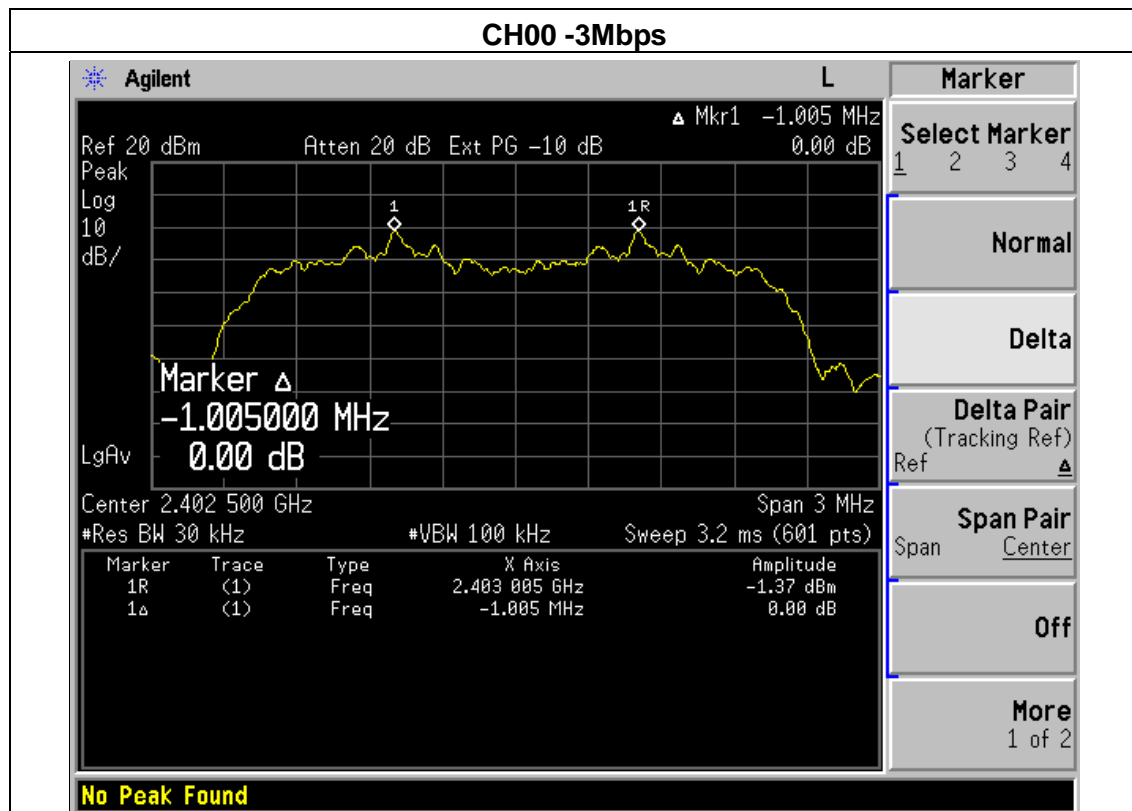 CH00 -3Mbps
Agilent L Marker
Δ Mkr1 -1.005 MHz
Ref 20 dBm Atten 20 dB Ext PG -10 dB 0.00 dB
Peak
Log
10
dB/
1 1R
Marker Δ
-1.005000 MHz
0.00 dB
LgAv
Center 2.402 500 GHz Span 3 MHz
#Res BW 30 kHz #VBW 100 kHz Sweep 3.2 ms (601 pts)
Marker Trace Type X Axis Amplitude
1R (1) Freq 2.403 005 GHz -1.37 dBm
1Δ (1) Freq -1.005 MHz 0.00 dB
Select Marker
1 2 3 4
Normal
Delta
Delta Pair
(Tracking Ref)
Ref Δ
Span Pair
Span Center
Off
More
1 of 2
No Peak Found